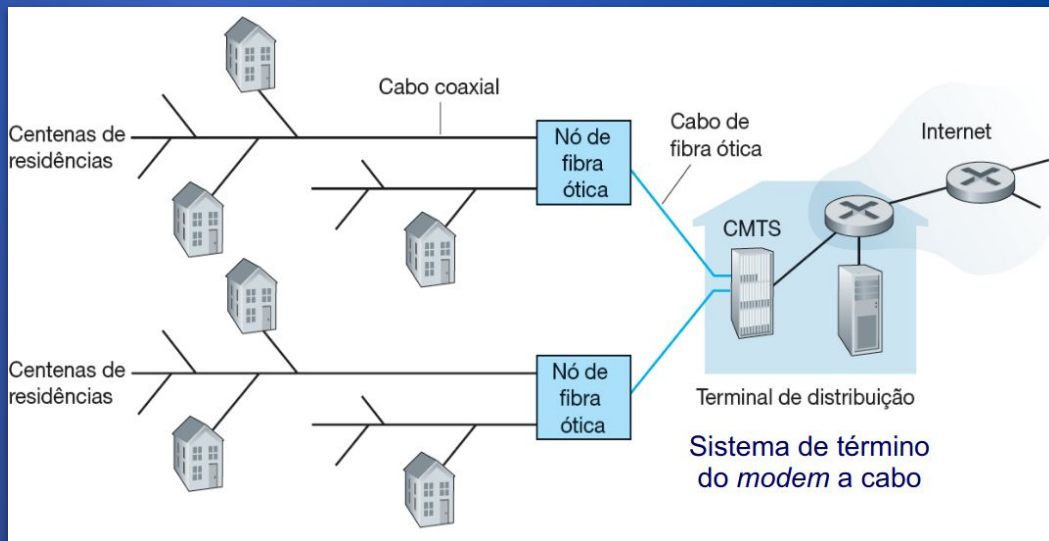 Centenas de
residências
Cabo coaxial
Nó de
fibra
ótica
Cabo de
fibra ótica
Internet
CMTS
Centenas de
residências
Nó de
fibra
ótica
Terminal de distribuição
Sistema de término
do modem a cabo